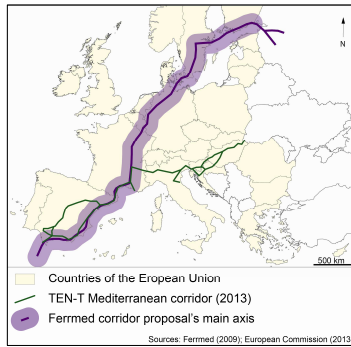 N
500 km
Countries of the Eropean Union
TEN-T Mediterranean corridor (2013)
Ferrmed corridor proposal's main axis
Sources: Ferrmed (2009); European Commission (2013